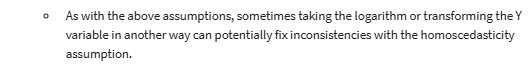 o As with the above assumptions, sometimes taking the logarithm or transforming the Y
variable in another way can potentially fix inconsistencies with the homoscedasticity
assumption.